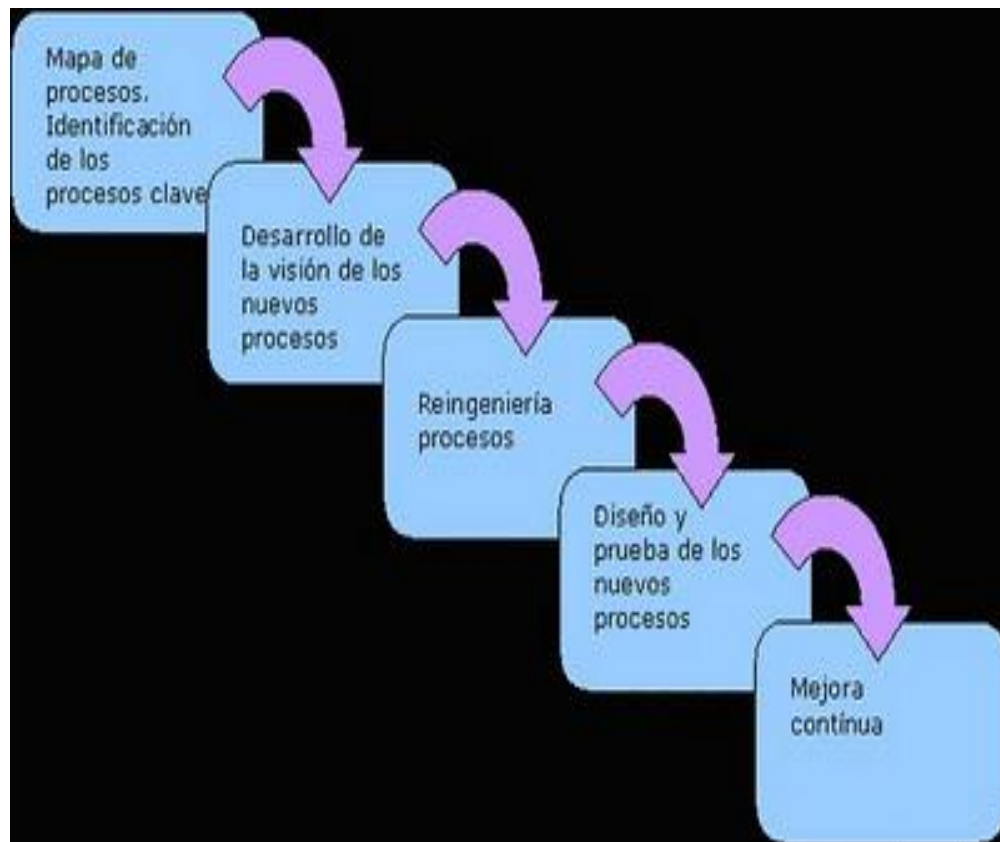 Mapa de
procesos.
Identificación
de los
procesos clave
Desarrollo de
la visión de los
nuevos
procesos
Reingeniería
procesos
Diseño y
prueba de los
nuevos
procesos
Mejora
contínua